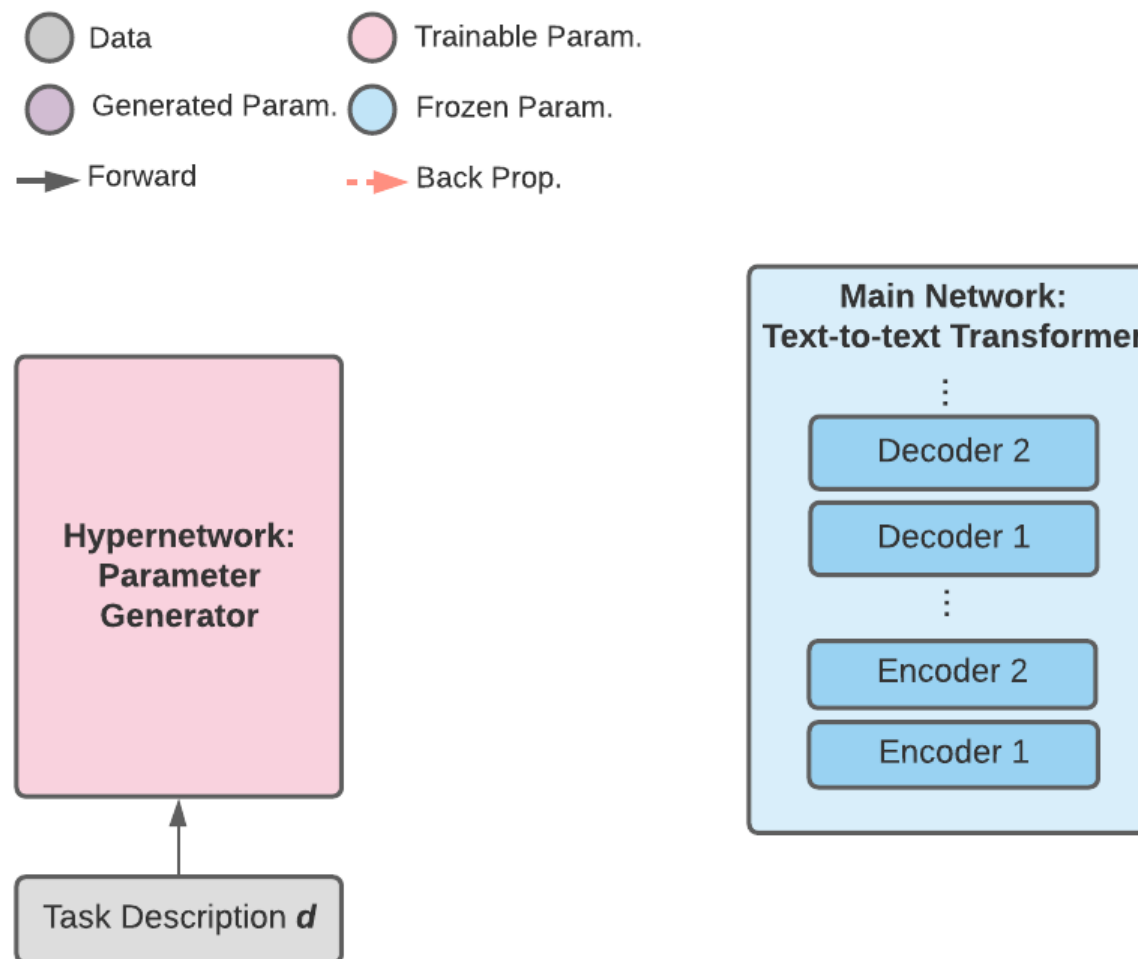 Data
Trainable Param.
Generated Param.
Frozen Param.
Forward
Back Prop.
Main Network:
Text-to-text Transformer
⋮
Decoder 2
Decoder 1
⋮
Encoder 2
Encoder 1
Hypernetwork:
Parameter
Generator
Task Description d